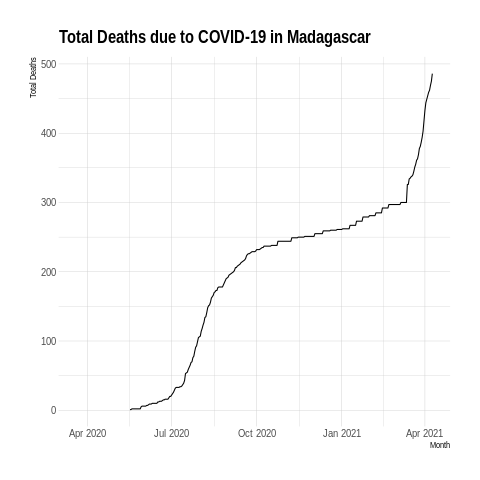 Total Deaths due to COVID-19 in Madagascar
Total Deaths
500
400
300
200
100
0
Apr 2020 Jul 2020 Oct 2020 Jan 2021 Apr 2021
Month